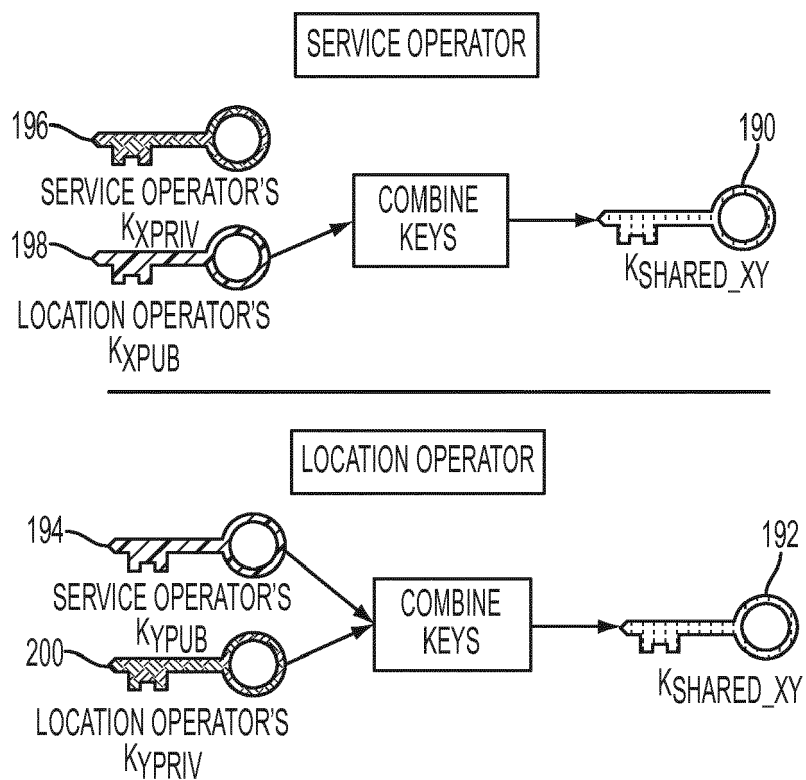 SERVICE OPERATOR
196
SERVICE OPERATOR'S
KXPRIV
198
LOCATION OPERATOR'S
KXPUB
COMBINE
KEYS
190
KSHARED_XY
LOCATION OPERATOR
194
SERVICE OPERATOR'S
KYPUB
200
LOCATION OPERATOR'S
KYPRIV
COMBINE
KEYS
192
KSHARED_XY